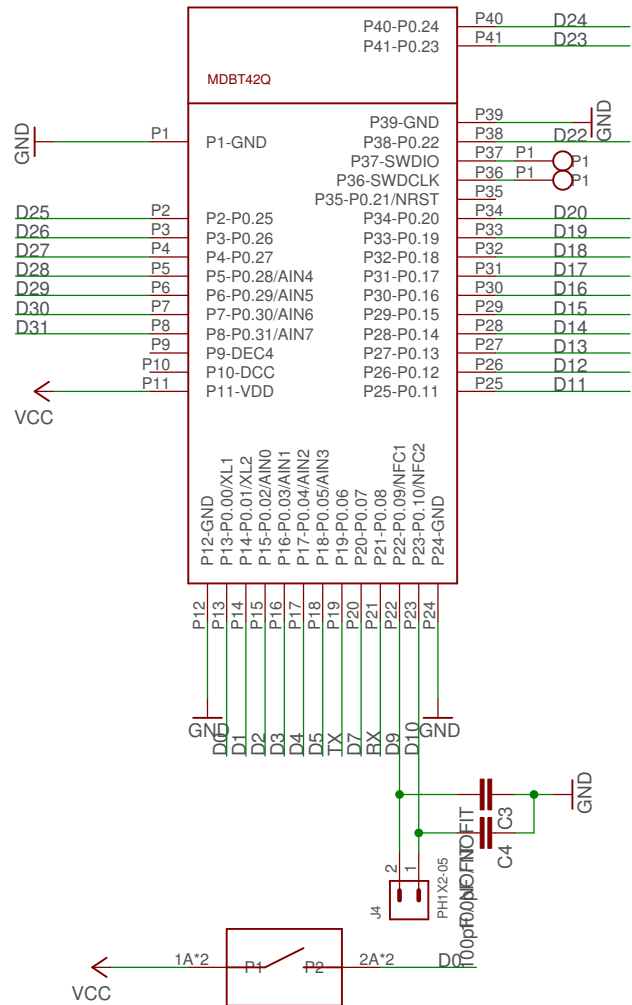 P40-P0.24 P40 D24
P41-P0.23 P41 D23
MDBT42Q
P39-GND P39 GND
GND P1 P1-GND P38-P0.22 P38 D22
P37-SWDIO P37 P1 P1
P36-SWDCLK P36 P1 P1
P35-P0.21/NRST P35
D25 P2 P2-P0.25 P34-P0.20 P34 D20
D26 P3 P3-P0.26 P33-P0.19 P33 D19
D27 P4 P4-P0.27 P32-P0.18 P32 D18
D28 P5 P5-P0.28/AIN4 P31-P0.17 P31 D17
D29 P6 P6-P0.29/AIN5 P30-P0.16 P30 D16
D30 P7 P7-P0.30/AIN6 P29-P0.15 P29 D15
D31 P8 P8-P0.31/AIN7 P28-P0.14 P28 D14
P9 P9-DEC4 P27-P0.13 P27 D13
P10 P10-DCC P26-P0.12 P26 D12
P11 P11-VDD P25-P0.11 P25 D11
VCC
P12-GND
P13-P0.00/XL1
P14-P0.01/XL2
P15-P0.02/AIN0
P16-P0.03/AIN1
P17-P0.04/AIN2
P18-P0.05/AIN3
P19-P0.06
P20-P0.07
P21-P0.08
P22-P0.09/NFC1
P23-P0.10/NFC2
P24-GND
P12 P13 P14 P15 P16 P17 P18 P19 P20 P21 P22 P23 P24
GND D0 D1 D2 D3 D4 D5 TX D7 RX D9 D10 GND
C3 GND
C4
2 1
J4 PH1X2-05
VCC 1A*2 P1 P2 2A*2 D0